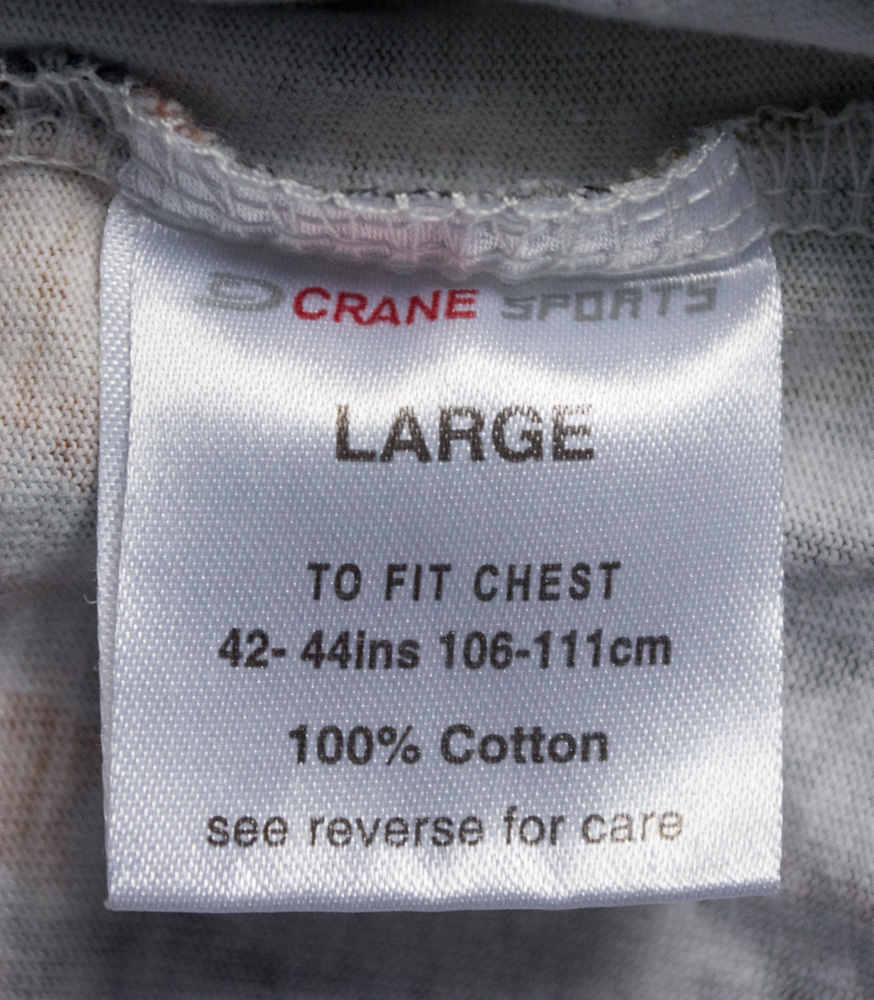 CRANE SPORTS
LARGE
TO FIT CHEST
42- 44ins 106-111cm
100% Cotton
see reverse for care